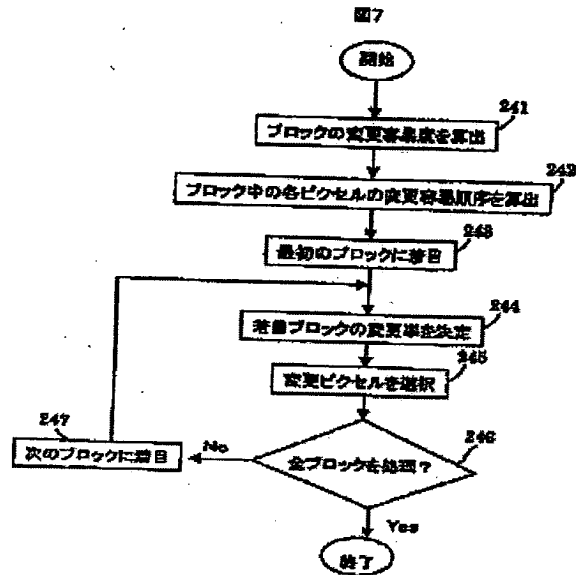 図7
開始
241
ブロックの変更容易度を算出
242
ブロック中の各ピクセルの変更容易順序を算出
243
最初のブロックに着目
244
着目ブロックの変更率を決定
245
変更ピクセルを選択
246
全ブロックを処理?
No
247
次のブロックに着目
Yes
終了